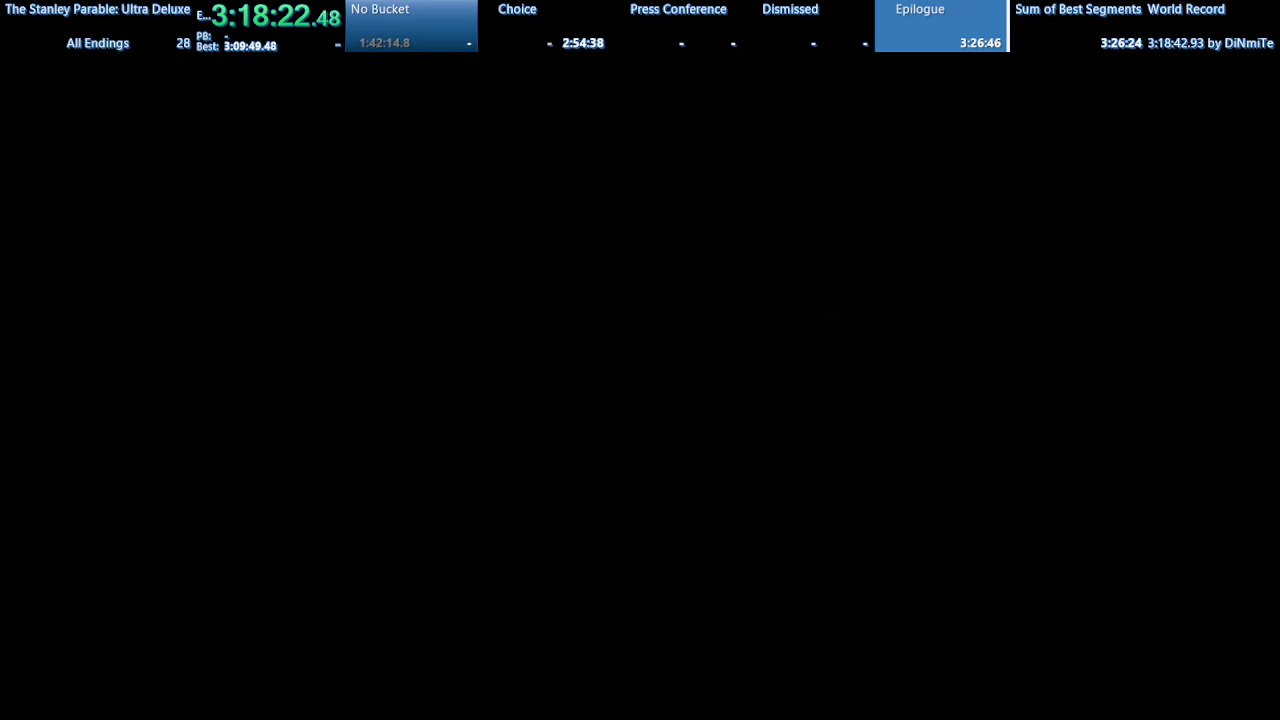 The Stanley Parable: Ultra Deluxe
All Endings 28
E... 3:18:22.48
PB: -
Best: 3:09:49.48 -
No Bucket
1:42:14.8 -
Choice
- 2:54:38
Press Conference
- -
Dismissed
- -
Epilogue
3:26:46
Sum of Best Segments
3:26:24
World Record
3:18:42.93 by DiNmiTe